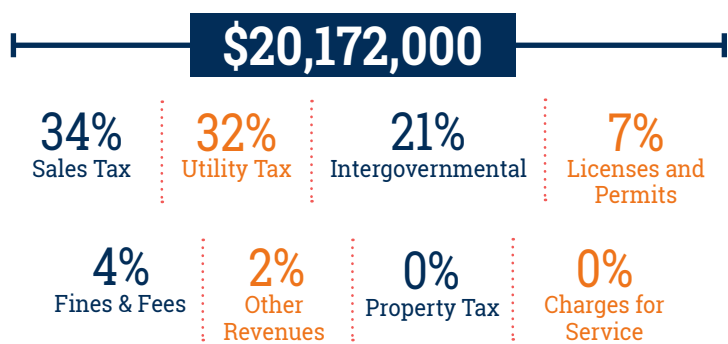 $20,172,000
34%
Sales Tax
32%
Utility Tax
21%
Intergovernmental
7%
Licenses and
Permits
4%
Fines & Fees
2%
Other
Revenues
0%
Property Tax
0%
Charges for
Service